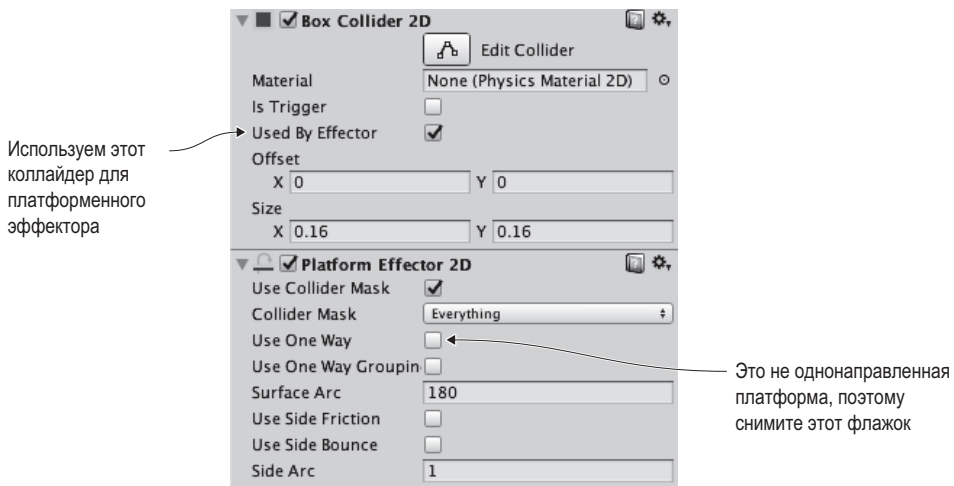 Box Collider 2D
Edit Collider
Material None (Physics Material 2D)
Is Trigger
Used By Effector
Offset
X 0 Y 0
Size
X 0.16 Y 0.16
Platform Effector 2D
Use Collider Mask
Collider Mask Everything
Use One Way
Use One Way Groupin
Surface Arc 180
Use Side Friction
Use Side Bounce
Side Arc 1
Используем этот
коллайдер для
платформенного
эффектора
Это не однонаправленная
платформа, поэтому
снимите этот флажок